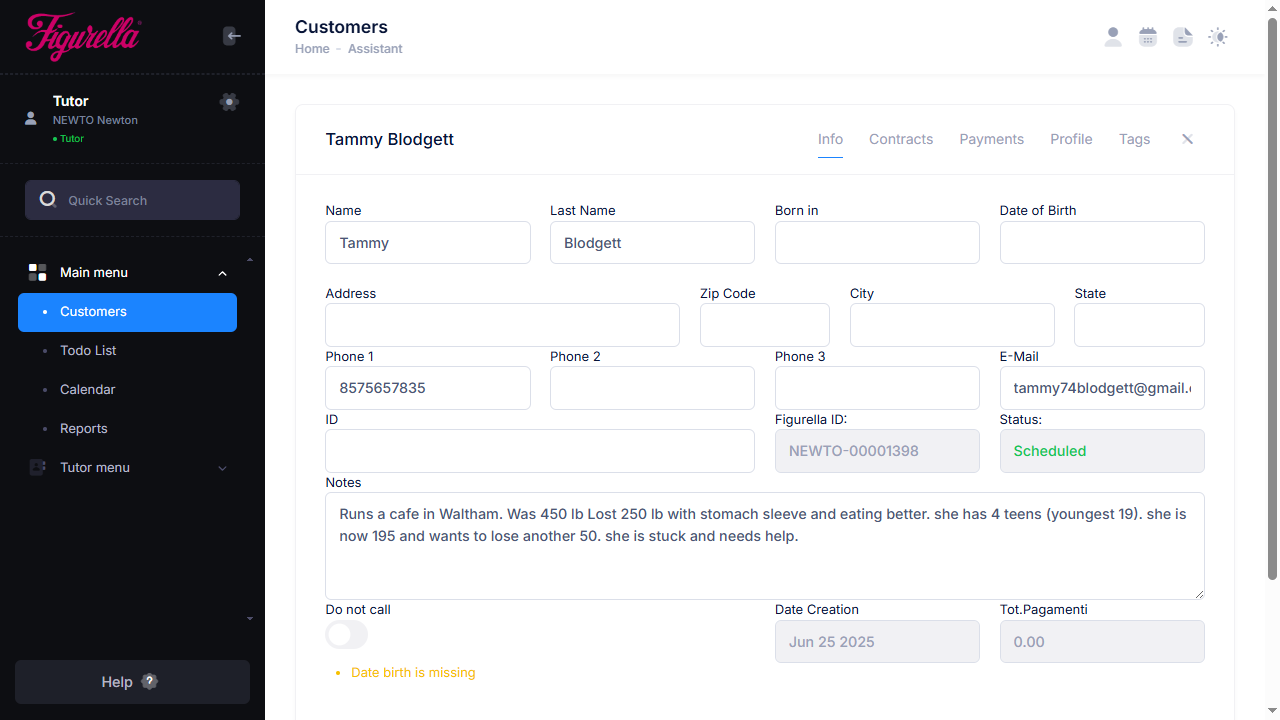 Figurella
Customers
Home - Assistant
Tutor
NEWTO Newton
Tutor
Quick Search
Main menu
Customers
Todo List
Calendar
Reports
Tutor menu
Help ?
Tammy Blodgett
Info Contracts Payments Profile Tags
Name Last Name Born in Date of Birth
Tammy Blodgett
Address Zip Code City State
Phone 1 Phone 2 Phone 3 E-Mail
8575657835 tammy74blodgett@gmail.
ID Figurella ID: Status:
NEWTO-00001398 Scheduled
Notes
Runs a cafe in Waltham. Was 450 lb Lost 250 lb with stomach sleeve and eating better. she has 4 teens (youngest 19). she is
now 195 and wants to lose another 50. she is stuck and needs help.
Do not call Date Creation Tot.Pagamenti
Jun 25 2025 0.00
Date birth is missing